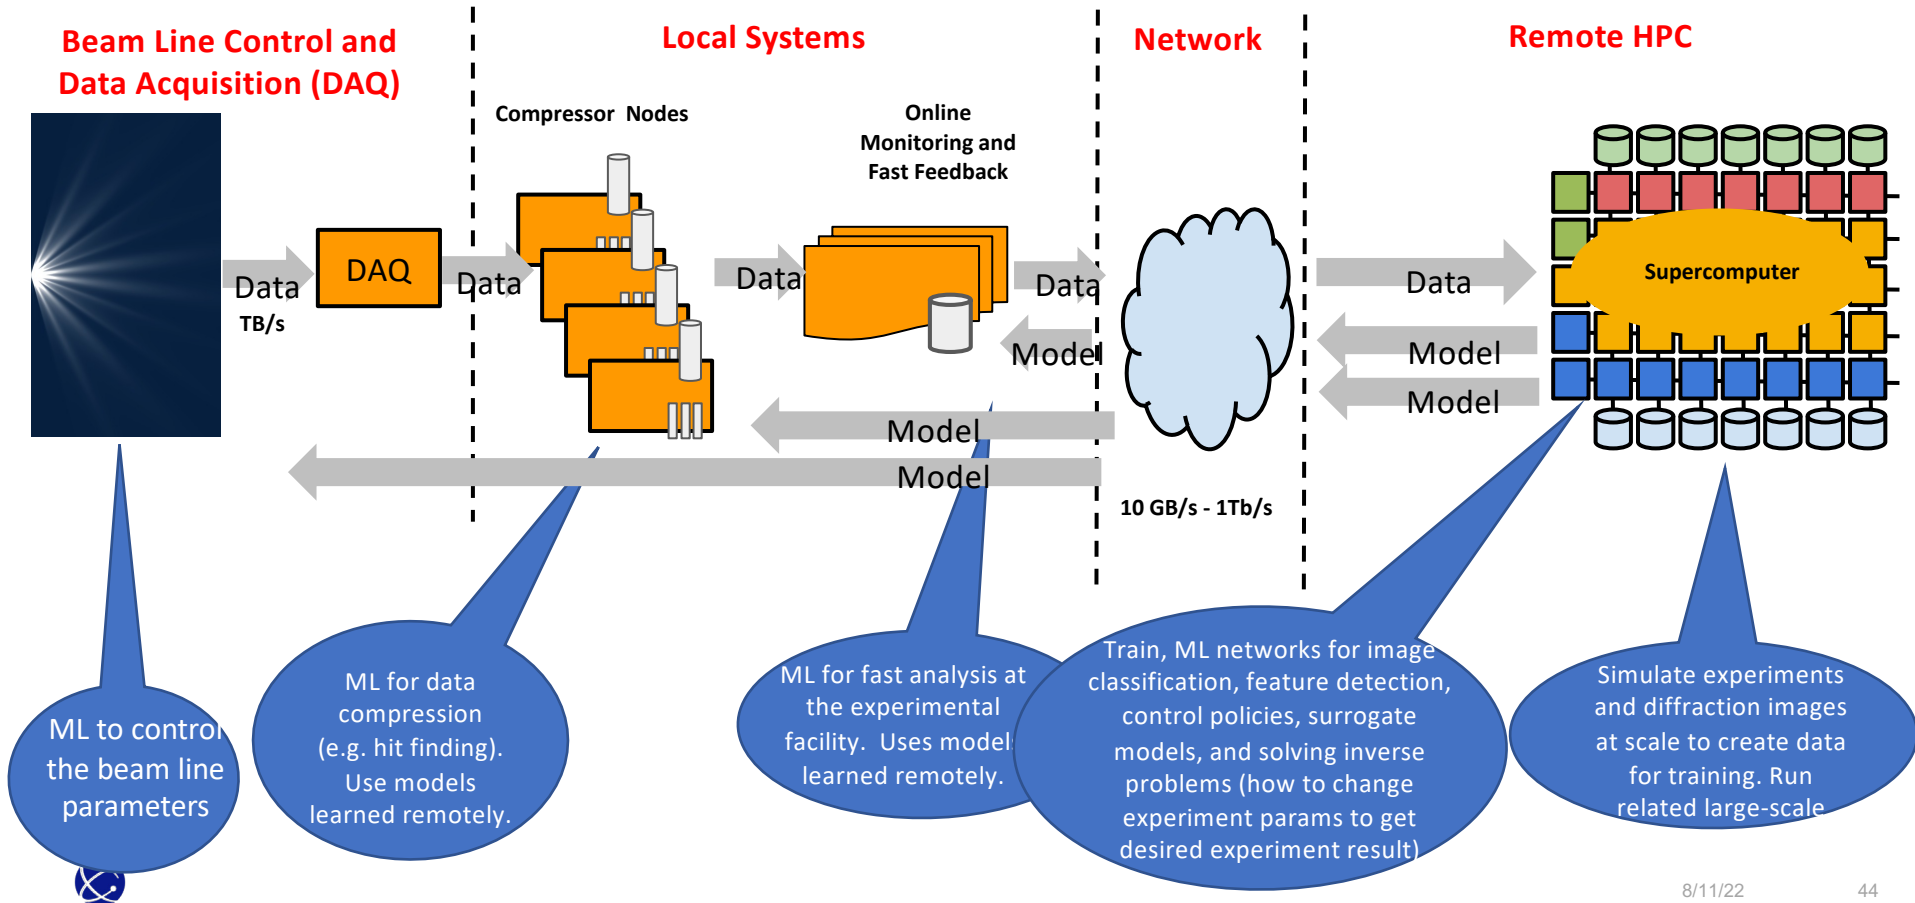 Beam Line Control and
Data Acquisition (DAQ)
Local Systems
Network
Remote HPC
Compressor Nodes
Online
Monitoring and
Fast Feedback
Data
TB/s
DAQ
Data
Data
Data
Model
Model
Model
10 GB/s - 1Tb/s
Data
Model
Model
Supercomputer
ML to control
the beam line
parameters
ML for data
compression
(e.g. hit finding).
Use models
learned remotely.
ML for fast analysis at
the experimental
facility. Uses models
learned remotely.
Train, ML networks for image
classification, feature detection,
control policies, surrogate
models, and solving inverse
problems (how to change
experiment params to get
desired experiment result)
Simulate experiments
and diffraction images
at scale to create data
for training. Run
related large-scale
8/11/22
44